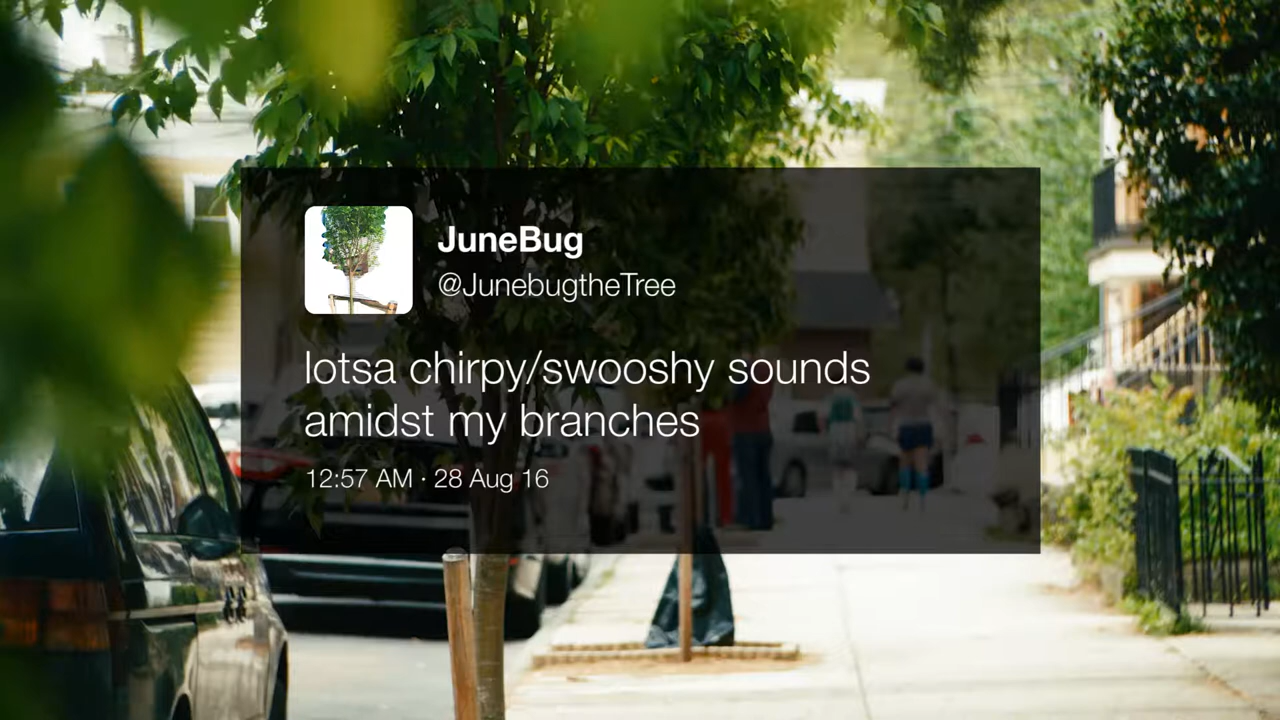 JuneBug
@JunebugtheTree
lotsa chirpy/swooshy sounds
amidst my branches
12:57 AM · 28 Aug 16